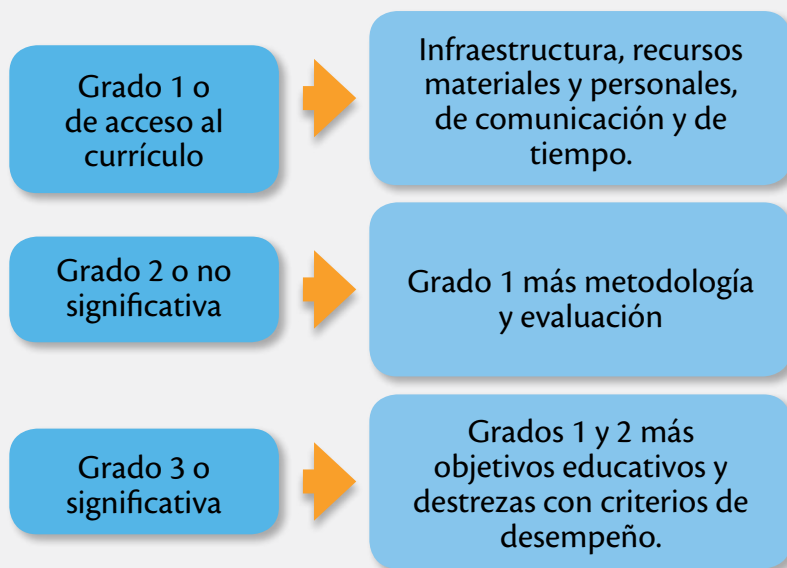 Grado 1 o
de acceso al
currículo
Infraestructura, recursos
materiales y personales,
de comunicación y de
tiempo.
Grado 2 o no
significativa
Grado 1 más metodología
y evaluación
Grado 3 o
significativa
Grados 1 y 2 más
objetivos educativos y
destrezas con criterios de
desempeño.